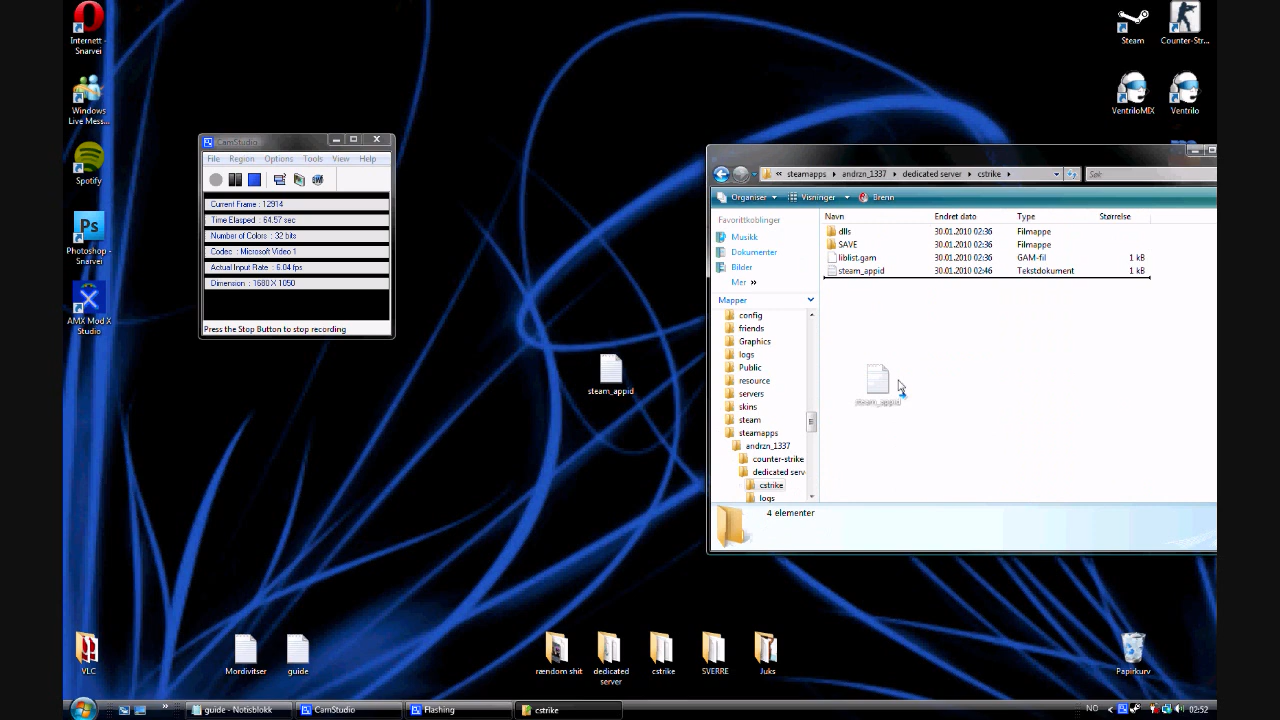 Internett - Snarvei
Windows Live Mess...
Spotify
Photoshop - Snarvei
AMX Mod X Studio
Steam
Counter-Str...
VentriloMIX
Ventrilo
CamStudio
File Region Options Tools View Help
Current Frame : 12914
Time Elasped : 64.57 sec
Number of Colors : 32 bits
Codec : Microsoft Video 1
Actual Input Rate : 6.04 fps
Dimension : 1680 X 1050
Press the Stop Button to stop recording
steam_appid
« steamapps ▸ andrzn_1337 ▸ dedicated server ▸ cstrike ▸
Søk
Organiser Visninger Brenn
Favorittkoblinger
Musikk
Dokumenter
Bilder
Mer »
Mapper
config
friends
Graphics
logs
Public
resource
servers
skins
steam
steamapps
andrzn_1337
counter-strike
dedicated serv
cstrike
logs
Navn Endret dato Type Størrelse
dlls 30.01.2010 02:36 Filmappe
SAVE 30.01.2010 02:36 Filmappe
liblist.gam 30.01.2010 02:36 GAM-fil 1 kB
steam_appid 30.01.2010 02:46 Tekstdokument 1 kB
steam_appid
4 elementer
VLC
Mordivitser
guide
rændom shit
dedicated server
cstrike
SVERRE
Juks
Papirkurv
guide - Notisblokk
CamStudio
Flashing
cstrike
NO
02:52